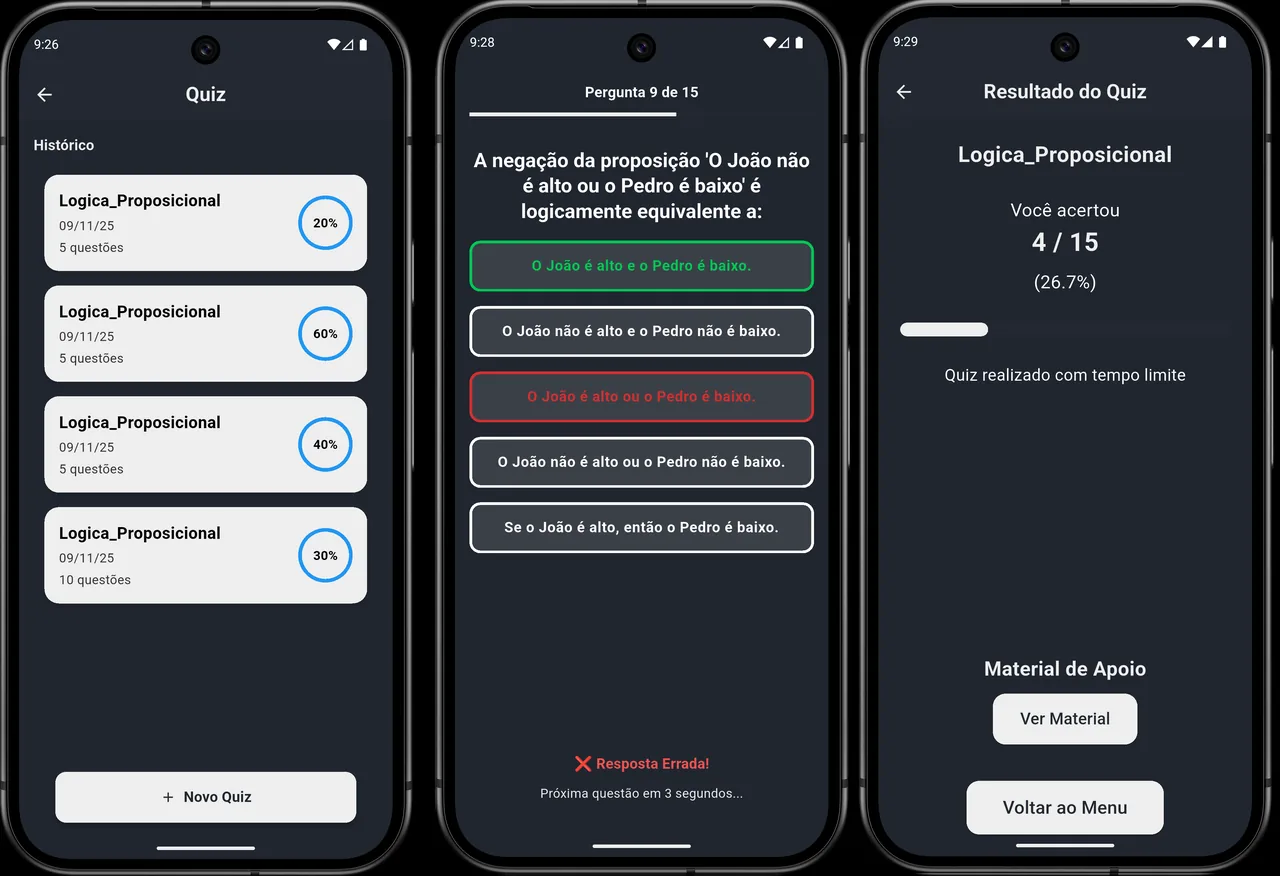 9:26
Quiz
Histórico
Logica_Proposicional
09/11/25
5 questões
20%
Logica_Proposicional
09/11/25
5 questões
60%
Logica_Proposicional
09/11/25
5 questões
40%
Logica_Proposicional
09/11/25
10 questões
30%
+ Novo Quiz
9:28
Pergunta 9 de 15
A negação da proposição 'O João não
é alto ou o Pedro é baixo' é
logicamente equivalente a:
O João é alto e o Pedro é baixo.
O João não é alto e o Pedro não é baixo.
O João é alto ou o Pedro é baixo.
O João não é alto ou o Pedro não é baixo.
Se o João é alto, então o Pedro é baixo.
❌ Resposta Errada!
Próxima questão em 3 segundos...
9:29
Resultado do Quiz
Logica_Proposicional
Você acertou
4 / 15
(26.7%)
Quiz realizado com tempo limite
Material de Apoio
Ver Material
Voltar ao Menu